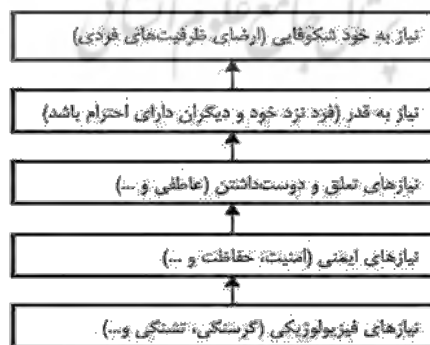 نیاز به خود شکوفایی (ارضای ظرفیت‌های فردی)
نیاز به قدر (فرد نزد خود و دیگران دارای احترام باشد)
نیازهای تعلق و دوست‌داشتن (عاطفی و ...)
نیازهای ایمنی (امنیت، حفاظت و ...)
نیازهای فیزیولوژیکی (گرسنگی، تشنگی و...)